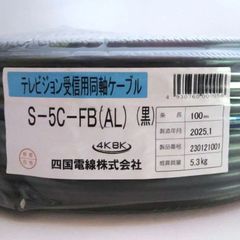 テレビジョン受信用同軸ケーブル
S-5C-FB(AL) (黒)
4K8K
四国電線株式会社
条長 100m
製造年月 2025.1
製造番号 230121001
概算質量 5.3kg